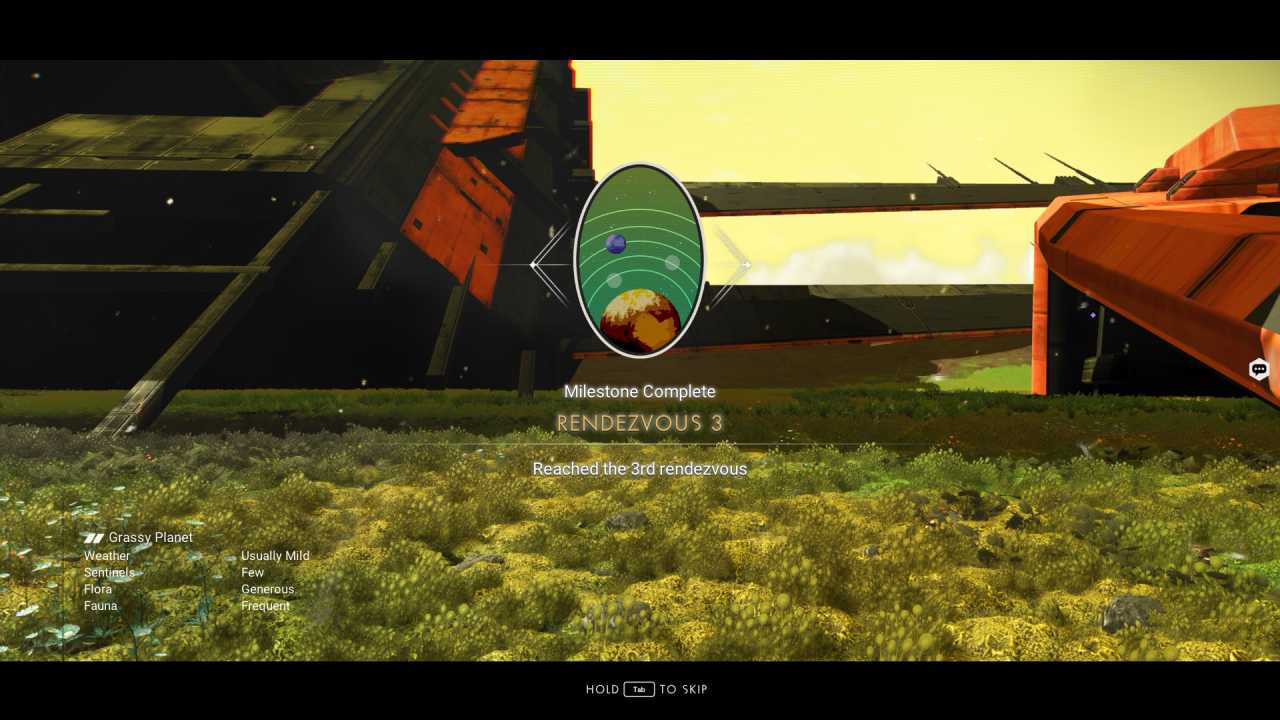 Milestone Complete
RENDEZVOUS 3
Reached the 3rd rendezvous
Grassy Planet
Weather Usually Mild
Sentinels Few
Flora Generous
Fauna Frequent
HOLD Tab TO SKIP